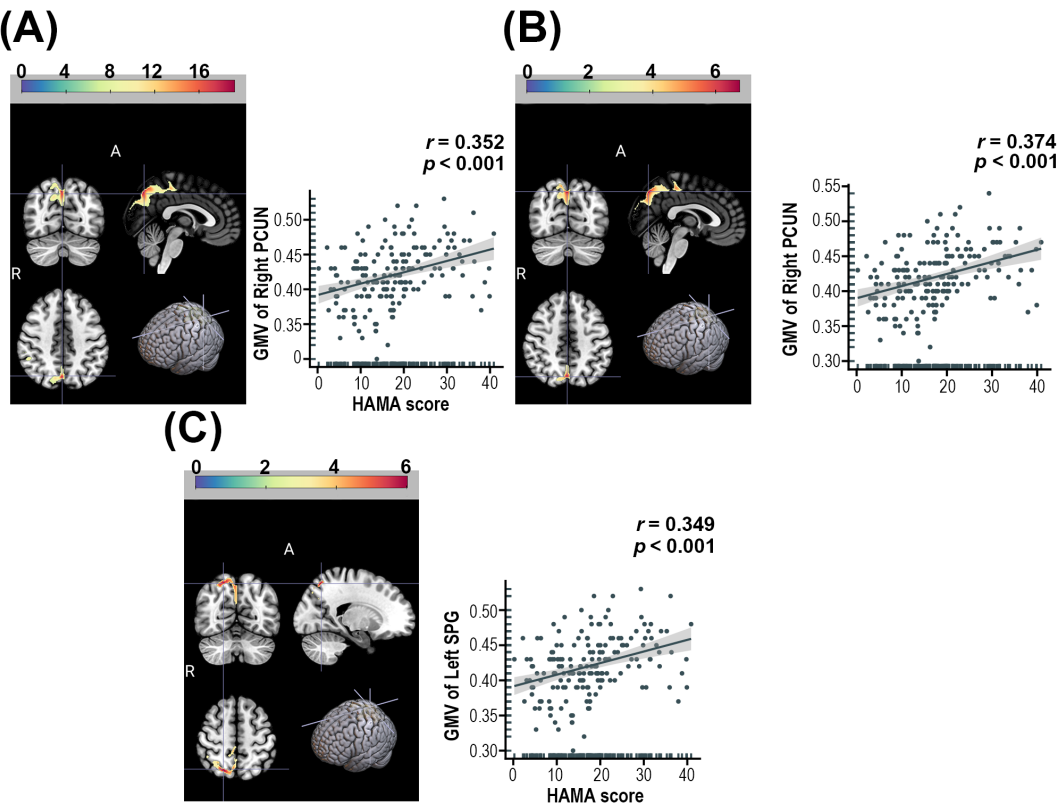 (A)
0 4 8 12 16
A
R
r = 0.352
p < 0.001
GMV of Right PCUN
0.50
0.45
0.40
0.35
0
0 10 20 30 40
HAMA score
(B)
0 2 4 6
A
R
r = 0.374
p < 0.001
GMV of Right PCUN
0.55
0.50
0.45
0.40
0.35
0.30
0 10 20 30 40
(C)
0 2 4 6
A
R
r = 0.349
p < 0.001
GMV of Left SPG
0.50
0.45
0.40
0.35
0.30
0 10 20 30 40
HAMA score